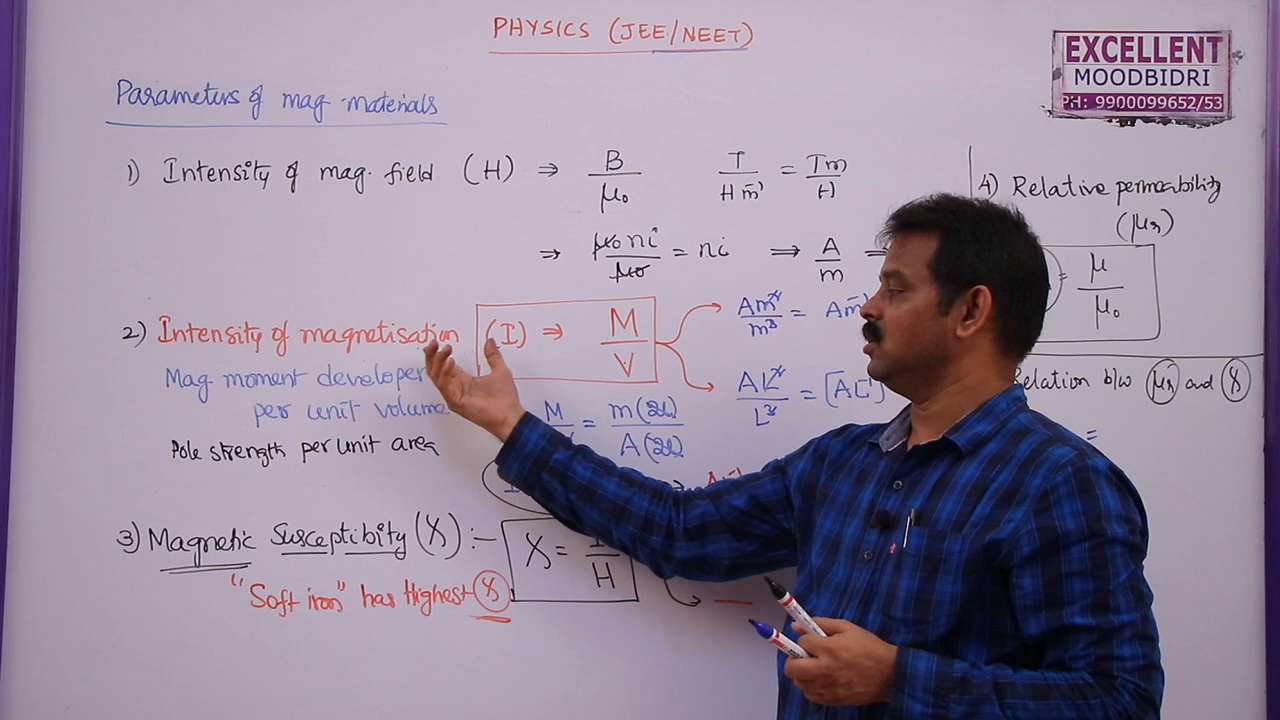 PHYSICS (JEE/NEET)
EXCELLENT
MOODBIDRI
PH: 9900099652/53
Parameters of mag. materials
1) Intensity of mag. field (H) ⇒ B/μ₀ T/Hm⁻¹ = Tm/H
⇒ μ₀ni/μ₀ = ni ⇒ A/m ⇒
2) Intensity of magnetisation (I) ⇒ M/V
Am²/m³ = Am⁻¹
AL²/L³ = [AL⁻¹]
Mag moment developed
per unit volume
M = m(2l)/A(2l)
Pole strength per unit area
3) Magnetic Susceptibity (χ) :- χ = I/H
"Soft iron" has Highest χ
4) Relative permeability
(μr)
= μ/μ₀
Relation b/w μr and χ
=